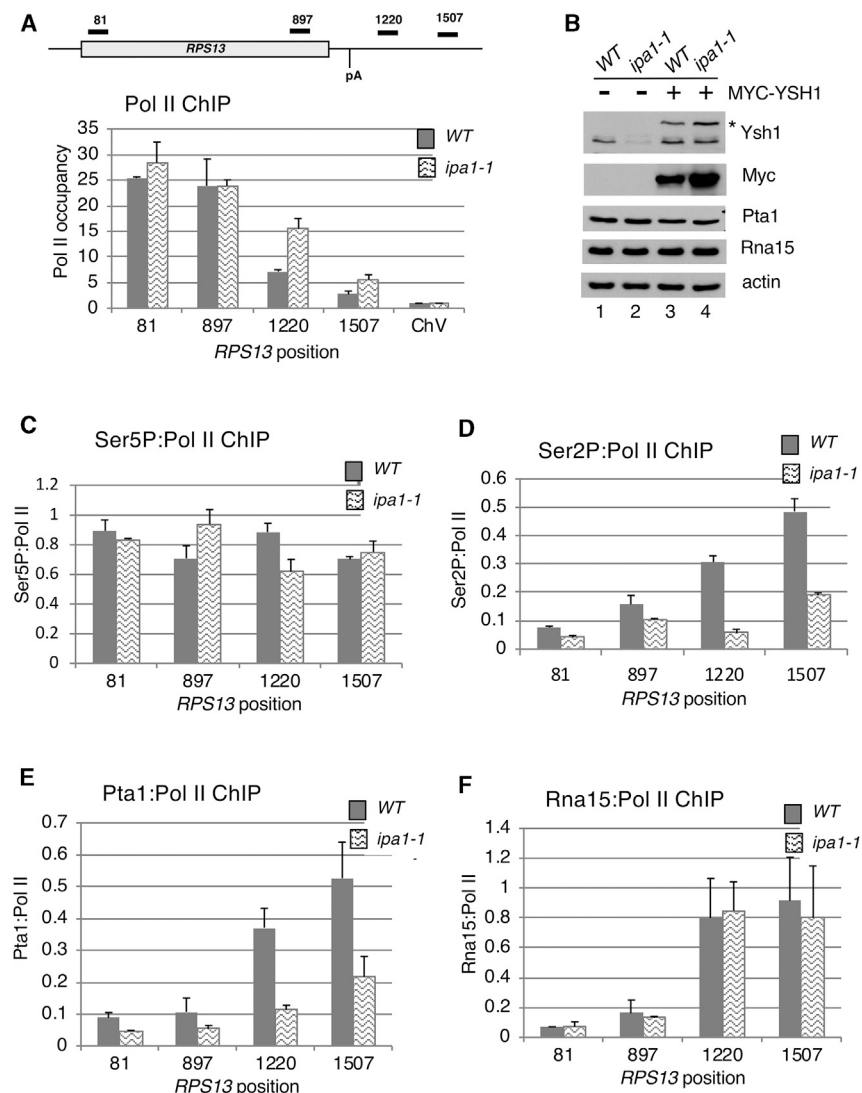 A
81 897 1220 1507
RPS13
pA
Pol II ChIP
WT
ipa1-1
Pol II occupancy
35
30
25
20
15
10
5
0
81 897 1220 1507 ChV
RPS13 position
B
WT ipa1-1 WT ipa1-1
- - + + MYC-YSH1
* Ysh1
Myc
Pta1
Rna15
actin
1 2 3 4
C
Ser5P:Pol II ChIP
WT
ipa1-1
Ser5P:Pol II
1.2
1
0.8
0.6
0.4
0.2
0
81 897 1220 1507
RPS13 position
D
Ser2P:Pol II ChIP
WT
ipa1-1
Ser2P:Pol II
0.6
0.5
0.4
0.3
0.2
0.1
0
81 897 1220 1507
RPS13 position
E
Pta1:Pol II ChIP
WT
ipa1-1
Pta1:Pol II
0.7
0.6
0.5
0.4
0.3
0.2
0.1
0
81 897 1220 1507
RPS13 position
F
Rna15:Pol II ChIP
WT
ipa1-1
Rna15:Pol II
1.4
1.2
1
0.8
0.6
0.4
0.2
0
81 897 1220 1507
RPS13 position